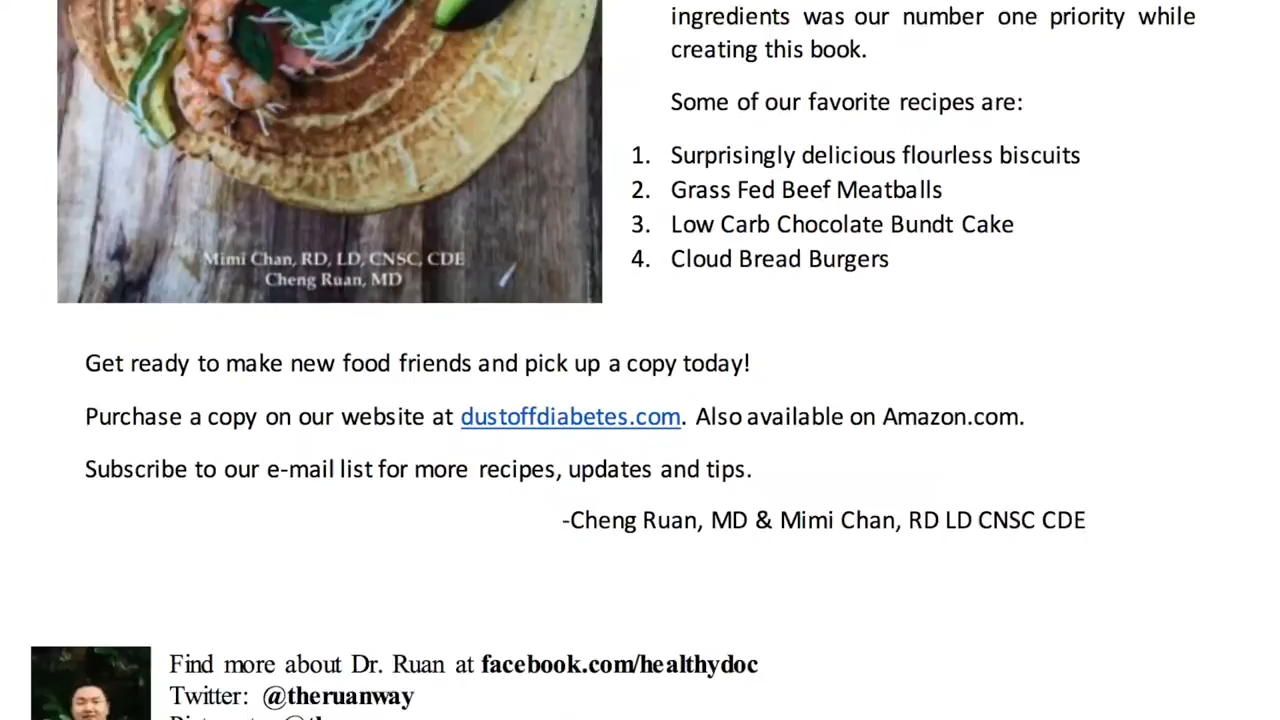 ingredients was our number one priority while
creating this book.
Some of our favorite recipes are:
1. Surprisingly delicious flourless biscuits
2. Grass Fed Beef Meatballs
3. Low Carb Chocolate Bundt Cake
4. Cloud Bread Burgers
Mimi Chan, RD, LD, CNSC, CDE
Cheng Ruan, MD
Get ready to make new food friends and pick up a copy today!
Purchase a copy on our website at dustoffdiabetes.com. Also available on Amazon.com.
Subscribe to our e-mail list for more recipes, updates and tips.
-Cheng Ruan, MD & Mimi Chan, RD LD CNSC CDE
Find more about Dr. Ruan at facebook.com/healthydoc
Twitter: @theruanway